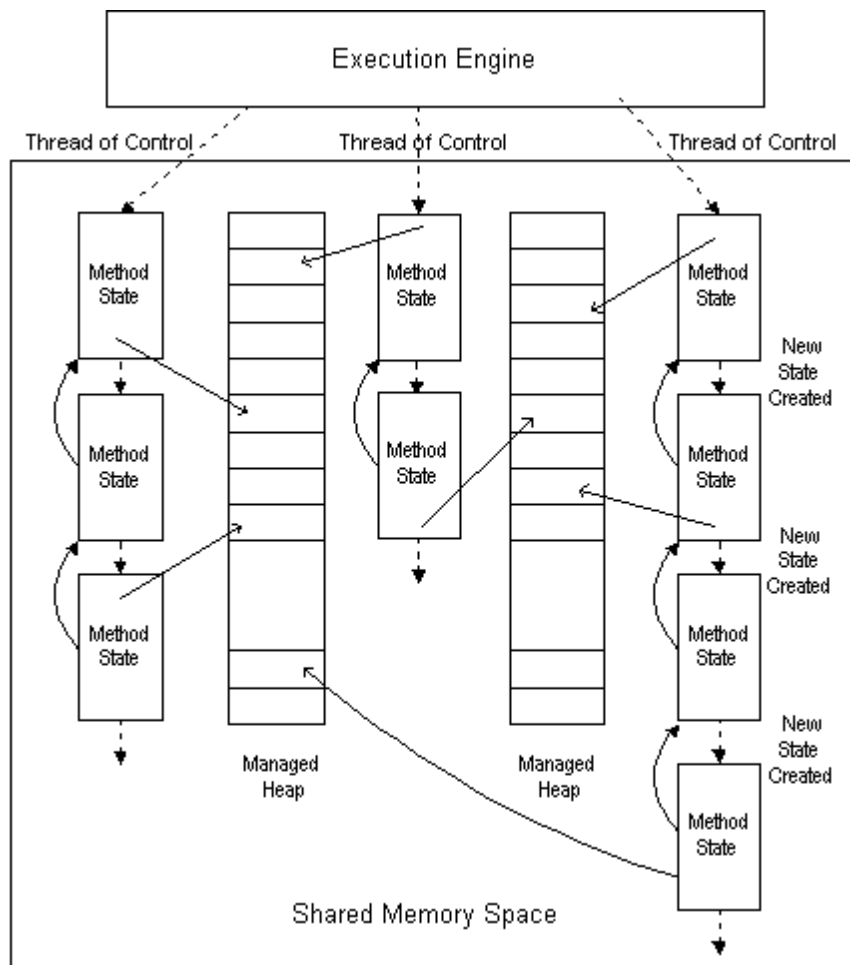 Execution Engine
Thread of Control
Thread of Control
Thread of Control
Method
State
Method
State
Method
State
New
State
Created
Method
State
Method
State
Method
State
New
State
Created
Method
State
Method
State
New
State
Created
Managed
Heap
Managed
Heap
Method
State
Shared Memory Space